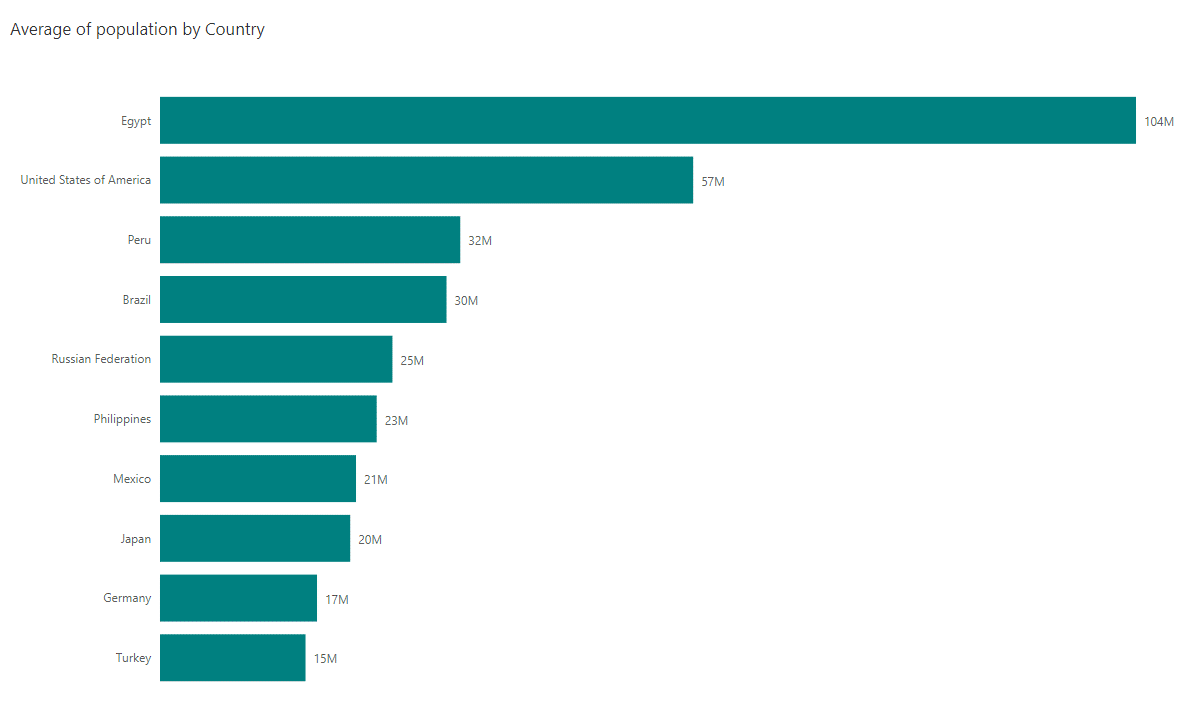 Average of population by Country
Egypt 104M
United States of America 57M
Peru 32M
Brazil 30M
Russian Federation 25M
Philippines 23M
Mexico 21M
Japan 20M
Germany 17M
Turkey 15M